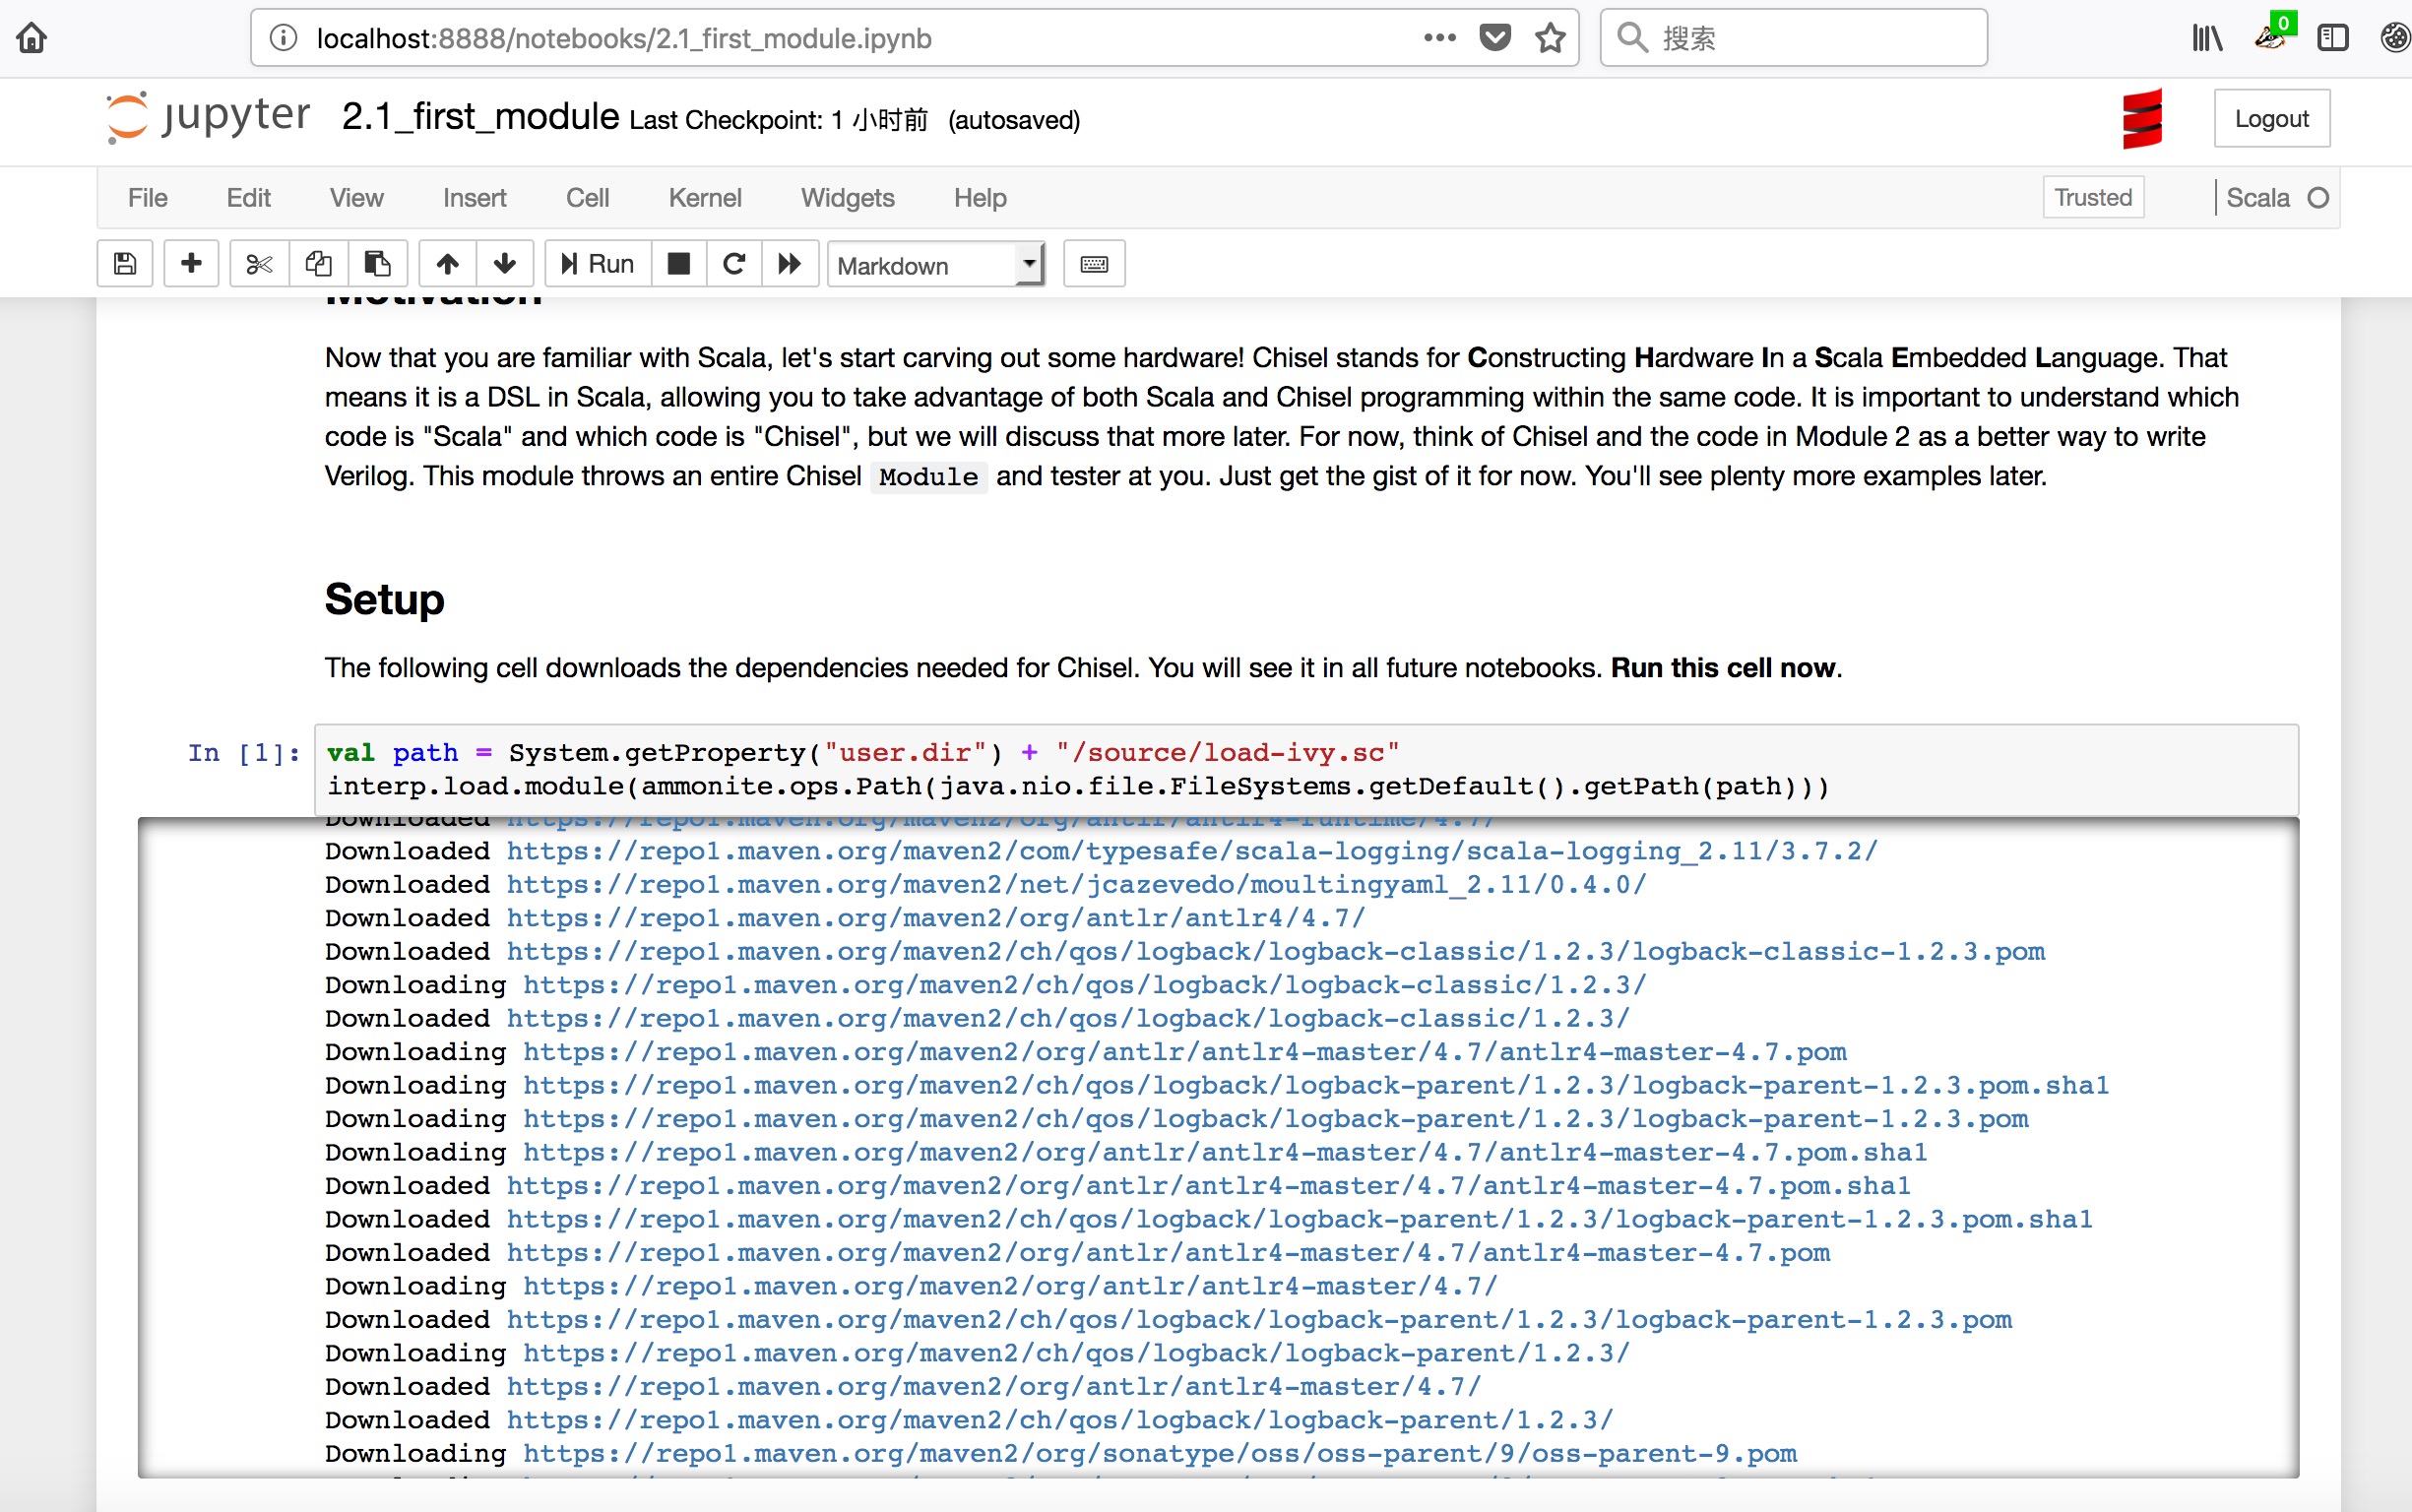 localhost:8888/notebooks/2.1_first_module.ipynb
搜索
0
jupyter 2.1_first_module Last Checkpoint: 1 小时前 (autosaved)
Logout
File Edit View Insert Cell Kernel Widgets Help
Trusted
Scala
Run
Markdown
Motivation
Now that you are familiar with Scala, let's start carving out some hardware! Chisel stands for Constructing Hardware In a Scala Embedded Language. That
means it is a DSL in Scala, allowing you to take advantage of both Scala and Chisel programming within the same code. It is important to understand which
code is "Scala" and which code is "Chisel", but we will discuss that more later. For now, think of Chisel and the code in Module 2 as a better way to write
Verilog. This module throws an entire Chisel Module and tester at you. Just get the gist of it for now. You'll see plenty more examples later.
Setup
The following cell downloads the dependencies needed for Chisel. You will see it in all future notebooks. Run this cell now.
In [1]: val path = System.getProperty("user.dir") + "/source/load-ivy.sc"
interp.load.module(ammonite.ops.Path(java.nio.file.FileSystems.getDefault().getPath(path)))
Downloaded https://repo1.maven.org/maven2/org/antlr/antlr4-runtime/4.7/
Downloaded https://repo1.maven.org/maven2/com/typesafe/scala-logging/scala-logging_2.11/3.7.2/
Downloaded https://repo1.maven.org/maven2/net/jcazevedo/moultingyaml_2.11/0.4.0/
Downloaded https://repo1.maven.org/maven2/org/antlr/antlr4/4.7/
Downloaded https://repo1.maven.org/maven2/ch/qos/logback/logback-classic/1.2.3/logback-classic-1.2.3.pom
Downloading https://repo1.maven.org/maven2/ch/qos/logback/logback-classic/1.2.3/
Downloaded https://repo1.maven.org/maven2/ch/qos/logback/logback-classic/1.2.3/
Downloading https://repo1.maven.org/maven2/org/antlr/antlr4-master/4.7/antlr4-master-4.7.pom
Downloading https://repo1.maven.org/maven2/ch/qos/logback/logback-parent/1.2.3/logback-parent-1.2.3.pom.sha1
Downloading https://repo1.maven.org/maven2/ch/qos/logback/logback-parent/1.2.3/logback-parent-1.2.3.pom
Downloading https://repo1.maven.org/maven2/org/antlr/antlr4-master/4.7/antlr4-master-4.7.pom.sha1
Downloaded https://repo1.maven.org/maven2/org/antlr/antlr4-master/4.7/antlr4-master-4.7.pom.sha1
Downloaded https://repo1.maven.org/maven2/ch/qos/logback/logback-parent/1.2.3/logback-parent-1.2.3.pom.sha1
Downloaded https://repo1.maven.org/maven2/org/antlr/antlr4-master/4.7/antlr4-master-4.7.pom
Downloading https://repo1.maven.org/maven2/org/antlr/antlr4-master/4.7/
Downloaded https://repo1.maven.org/maven2/ch/qos/logback/logback-parent/1.2.3/logback-parent-1.2.3.pom
Downloading https://repo1.maven.org/maven2/ch/qos/logback/logback-parent/1.2.3/
Downloaded https://repo1.maven.org/maven2/org/antlr/antlr4-master/4.7/
Downloaded https://repo1.maven.org/maven2/ch/qos/logback/logback-parent/1.2.3/
Downloading https://repo1.maven.org/maven2/org/sonatype/oss/oss-parent/9/oss-parent-9.pom